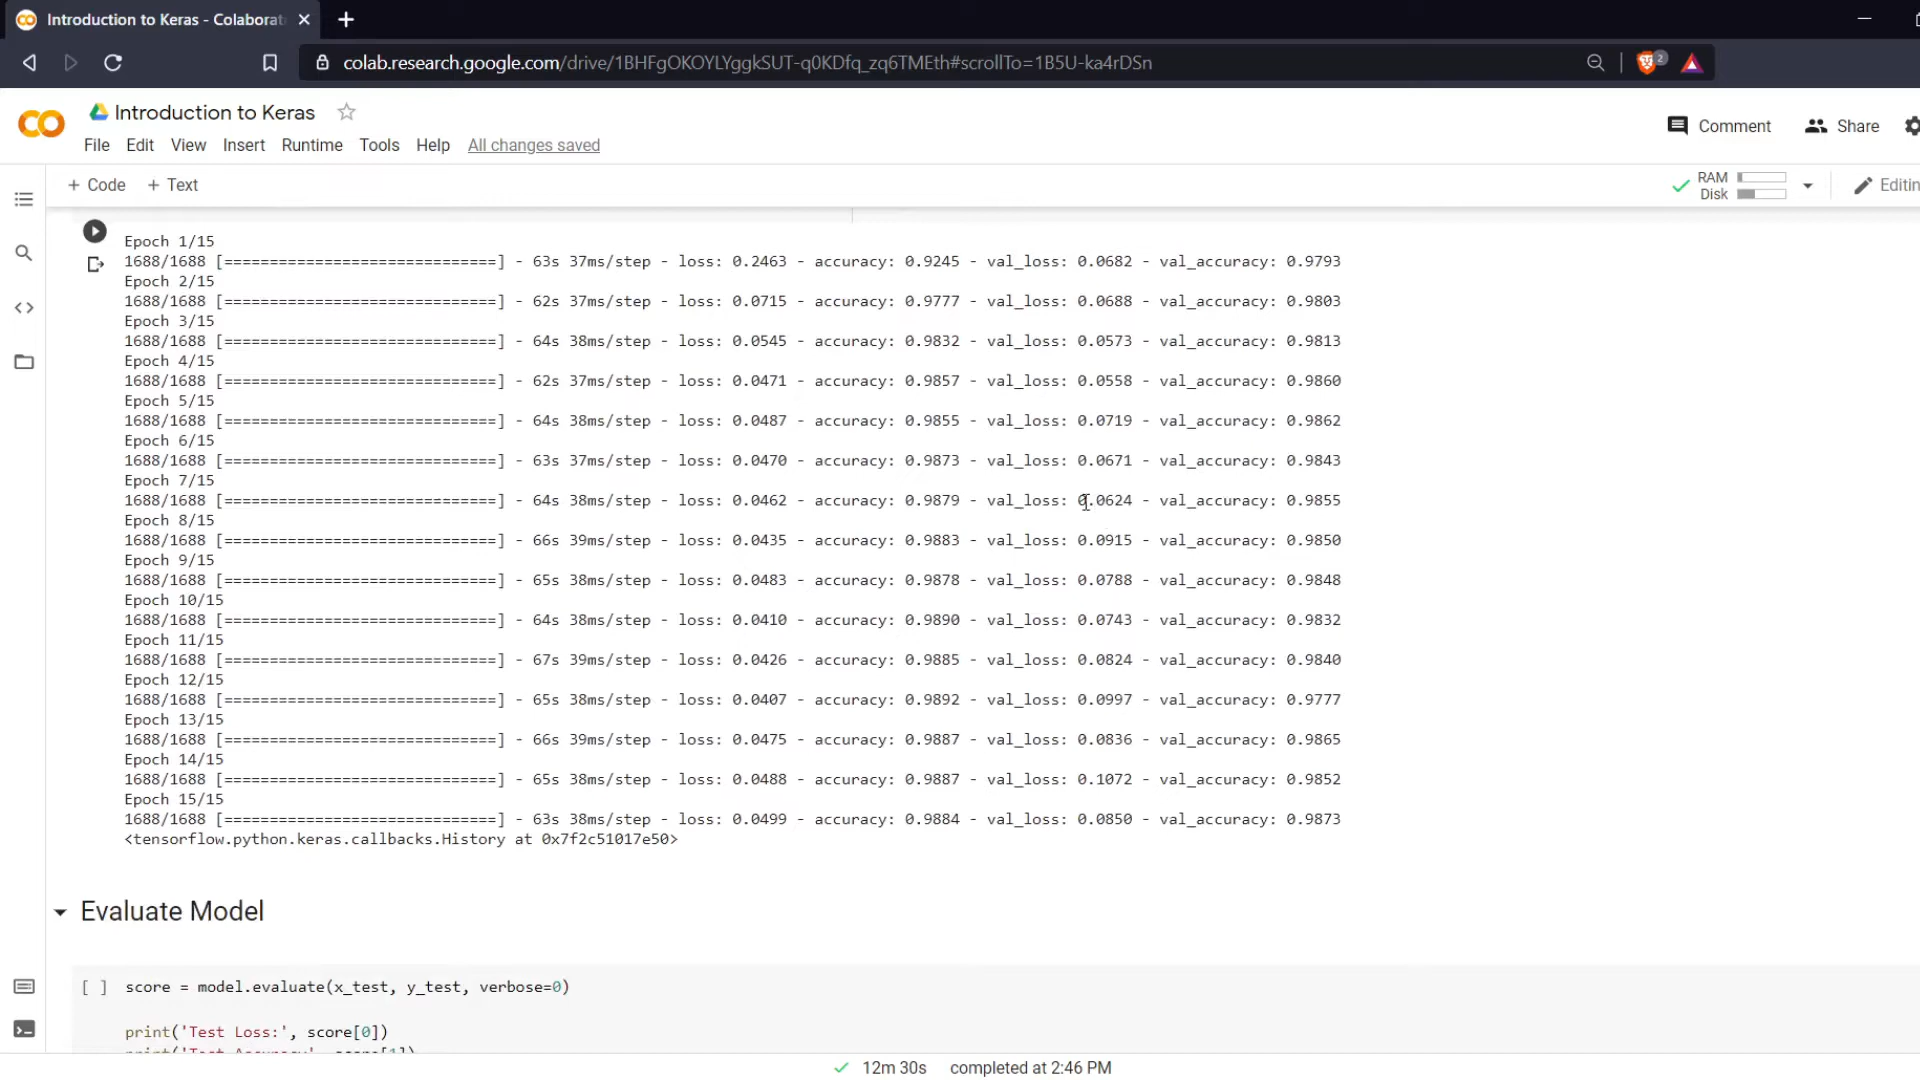 Introduction to Keras - Colaborat
colab.research.google.com/drive/1BHFgOKOYLYggkSUT-q0KDfq_zq6TMEth#scrollTo=1B5U-ka4rDSn
2
Introduction to Keras
File Edit View Insert Runtime Tools Help All changes saved
Comment Share
+ Code + Text
RAM
Disk
Editin
Epoch 1/15
1688/1688 [==============================] - 63s 37ms/step - loss: 0.2463 - accuracy: 0.9245 - val_loss: 0.0682 - val_accuracy: 0.9793
Epoch 2/15
1688/1688 [==============================] - 62s 37ms/step - loss: 0.0715 - accuracy: 0.9777 - val_loss: 0.0688 - val_accuracy: 0.9803
Epoch 3/15
1688/1688 [==============================] - 64s 38ms/step - loss: 0.0545 - accuracy: 0.9832 - val_loss: 0.0573 - val_accuracy: 0.9813
Epoch 4/15
1688/1688 [==============================] - 62s 37ms/step - loss: 0.0471 - accuracy: 0.9857 - val_loss: 0.0558 - val_accuracy: 0.9860
Epoch 5/15
1688/1688 [==============================] - 64s 38ms/step - loss: 0.0487 - accuracy: 0.9855 - val_loss: 0.0719 - val_accuracy: 0.9862
Epoch 6/15
1688/1688 [==============================] - 63s 37ms/step - loss: 0.0470 - accuracy: 0.9873 - val_loss: 0.0671 - val_accuracy: 0.9843
Epoch 7/15
1688/1688 [==============================] - 64s 38ms/step - loss: 0.0462 - accuracy: 0.9879 - val_loss: 0.0624 - val_accuracy: 0.9855
Epoch 8/15
1688/1688 [==============================] - 66s 39ms/step - loss: 0.0435 - accuracy: 0.9883 - val_loss: 0.0915 - val_accuracy: 0.9850
Epoch 9/15
1688/1688 [==============================] - 65s 38ms/step - loss: 0.0483 - accuracy: 0.9878 - val_loss: 0.0788 - val_accuracy: 0.9848
Epoch 10/15
1688/1688 [==============================] - 64s 38ms/step - loss: 0.0410 - accuracy: 0.9890 - val_loss: 0.0743 - val_accuracy: 0.9832
Epoch 11/15
1688/1688 [==============================] - 67s 39ms/step - loss: 0.0426 - accuracy: 0.9885 - val_loss: 0.0824 - val_accuracy: 0.9840
Epoch 12/15
1688/1688 [==============================] - 65s 38ms/step - loss: 0.0407 - accuracy: 0.9892 - val_loss: 0.0997 - val_accuracy: 0.9777
Epoch 13/15
1688/1688 [==============================] - 66s 39ms/step - loss: 0.0475 - accuracy: 0.9887 - val_loss: 0.0836 - val_accuracy: 0.9865
Epoch 14/15
1688/1688 [==============================] - 65s 38ms/step - loss: 0.0488 - accuracy: 0.9887 - val_loss: 0.1072 - val_accuracy: 0.9852
Epoch 15/15
1688/1688 [==============================] - 63s 38ms/step - loss: 0.0499 - accuracy: 0.9884 - val_loss: 0.0850 - val_accuracy: 0.9873
<tensorflow.python.keras.callbacks.History at 0x7f2c51017e50>
Evaluate Model
[ ] score = model.evaluate(x_test, y_test, verbose=0)
print('Test Loss:', score[0])
12m 30s completed at 2:46 PM